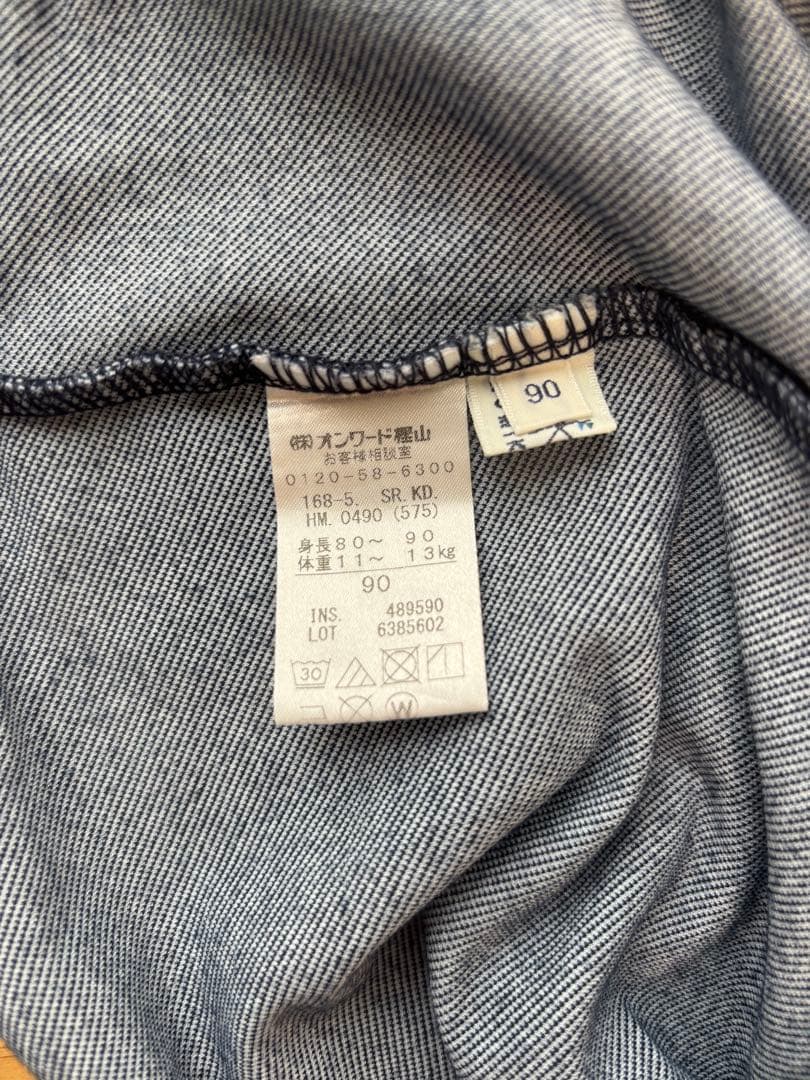 90
(株)オンワード樫山
お客様相談室
0120-58-6300
168-5. SR. KD.
HM. 0490 (575)
身長80〜 90
体重11〜 13kg
90
INS. 489590
LOT 6385602
30
W